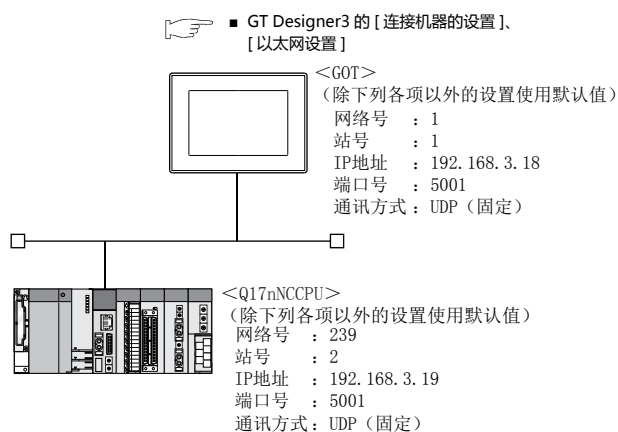 ■ GT Designer3 的 [ 连接机器的设置 ]、
[ 以太网设置 ]
＜GOT＞
（除下列各项以外的设置使用默认值）
网络号 ：1
站号 ：1
IP地址 ：192.168.3.18
端口号 ：5001
通讯方式：UDP（固定）
＜Q17nNCCPU＞
（除下列各项以外的设置使用默认值）
网络号 ：239
站号 ：2
IP地址 ：192.168.3.19
端口号 ：5001
通讯方式：UDP（固定）